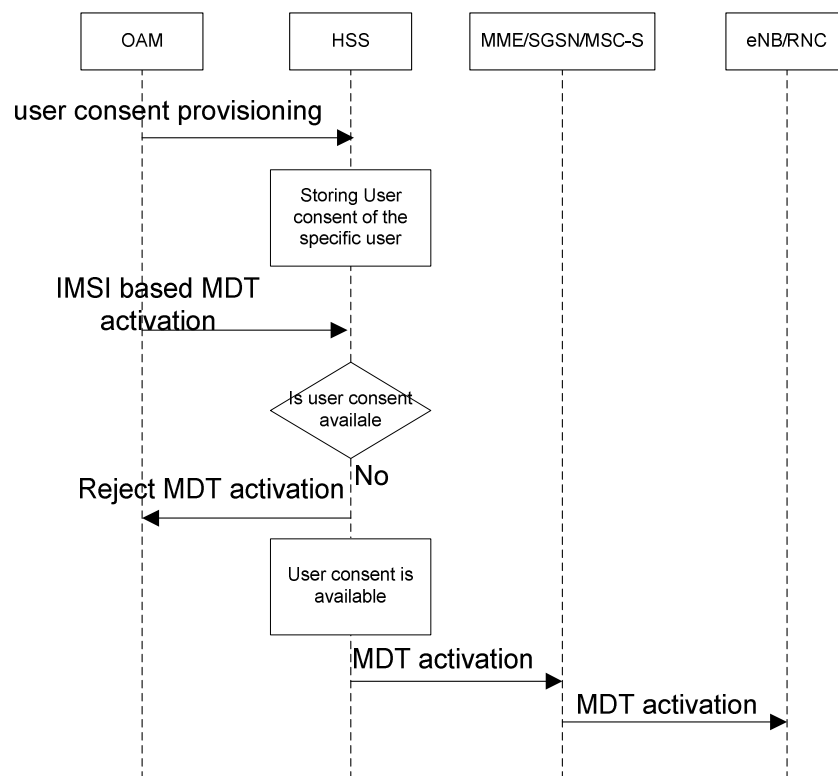 OAM
HSS
MME/SGSN/MSC-S
eNB/RNC
user consent provisioning
Storing User
consent of the
specific user
IMSI based MDT
activation
Is user consent
availale
No
Reject MDT activation
User consent is
available
MDT activation
MDT activation